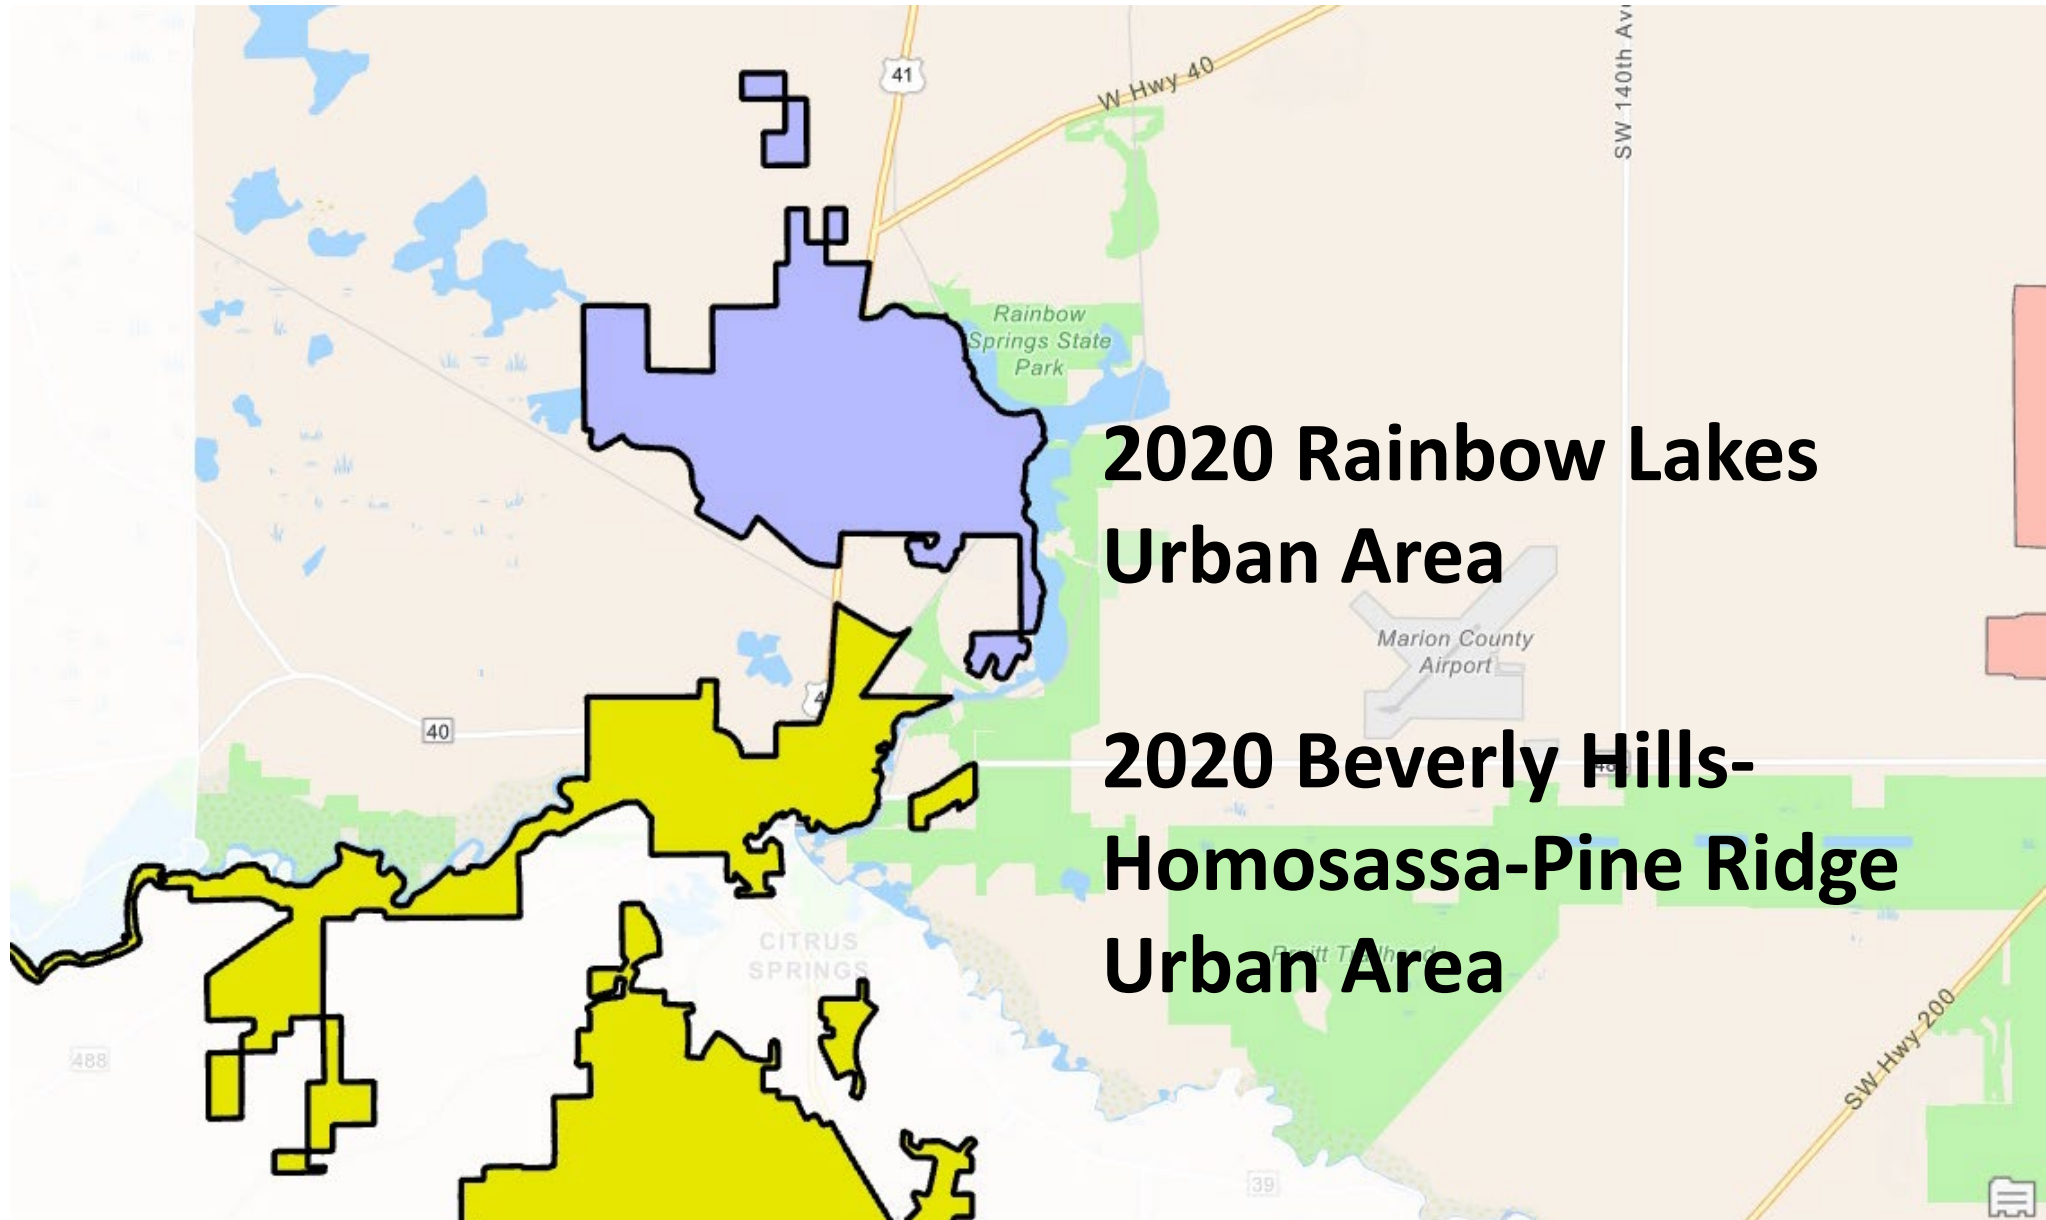 41
W Hwy 40
SW 140th Av
Rainbow
Springs State
Park
2020 Rainbow Lakes
Urban Area
Marion County
Airport
40
2020 Beverly Hills-
Homosassa-Pine Ridge
Urban Area
CITRUS
SPRINGS
488
SW Hwy 200
39